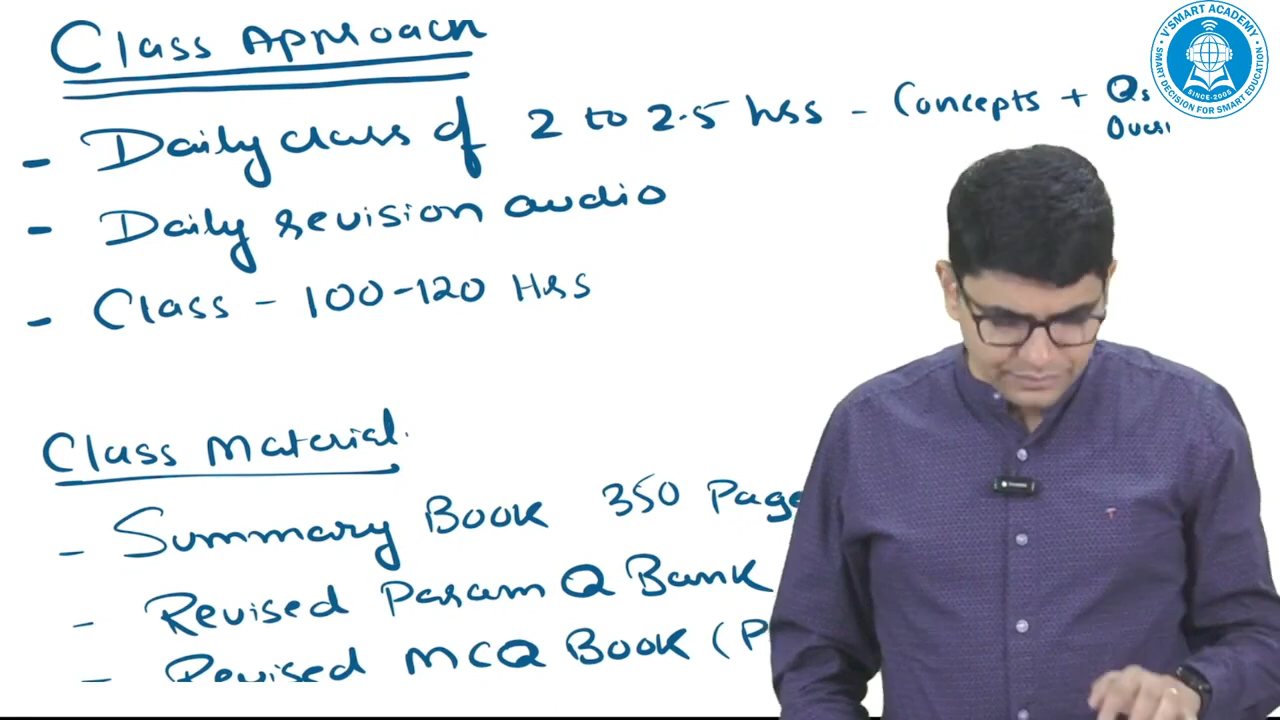 Class Approach
- Daily class of 2 to 2.5 hrs - Concepts + Qs
- Daily revision audio
- Class - 100-120 Hrs
Class Material.
- Summary Book 350 Page
- Revised Param Q Bank
- Revised MCQ Book (P
V'SMART ACADEMY
SINCE-2005
SMART DECISION FOR SMART EDUCATION